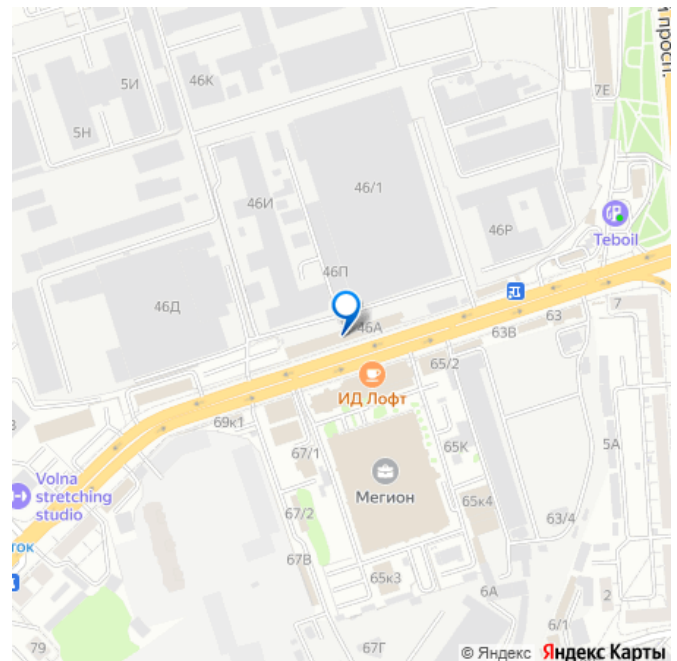 й просп.
5И
46К
7Е
5Н
46/1
46И
46Р
Teboil
46П
46Д
46А
7
63
63В
65/2
ИД Лофт
69к1
5А
67/1
65К
Volna
stretching
studio
Мегион
65к4
67/2
63/4
ток
67В
65к3
6А
2
6/1
79
67Г
© Яндекс Яндекс Карты